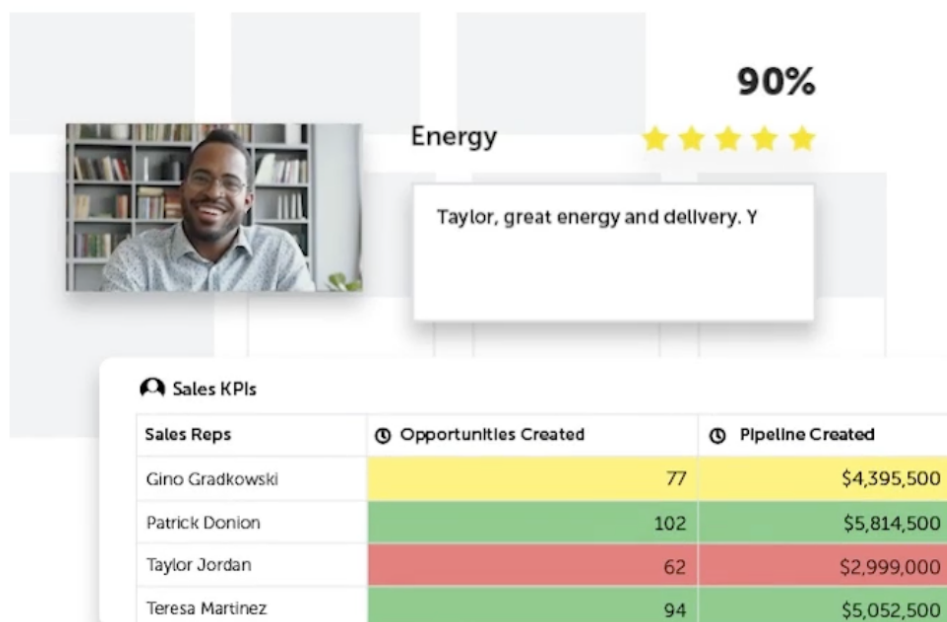 90%
Energy
Taylor, great energy and delivery. Y
Sales KPIs
Sales Reps Opportunities Created Pipeline Created
Gino Gradkowski 77 $4,395,500
Patrick Donion 102 $5,814,500
Taylor Jordan 62 $2,999,000
Teresa Martinez 94 $5,052,500